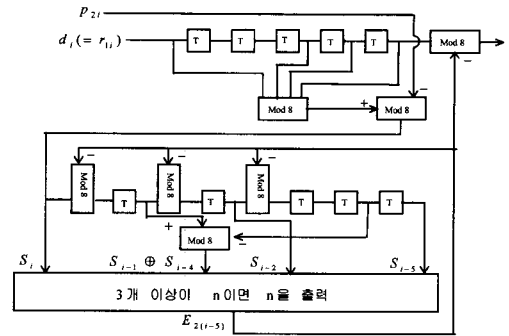 p₂ᵢ
dᵢ(= r₁ᵢ)
T T T T T Mod 8
Mod 8 + Mod 8 −
−
− − −
Mod 8 Mod 8 Mod 8
T T T T T
+ Mod 8 −
Sᵢ Sᵢ₋₁ ⊕ Sᵢ₋₄ Sᵢ₋₂ Sᵢ₋₅
3개 이상이 n이면 n을 출력
E₂₍ᵢ₋₅₎